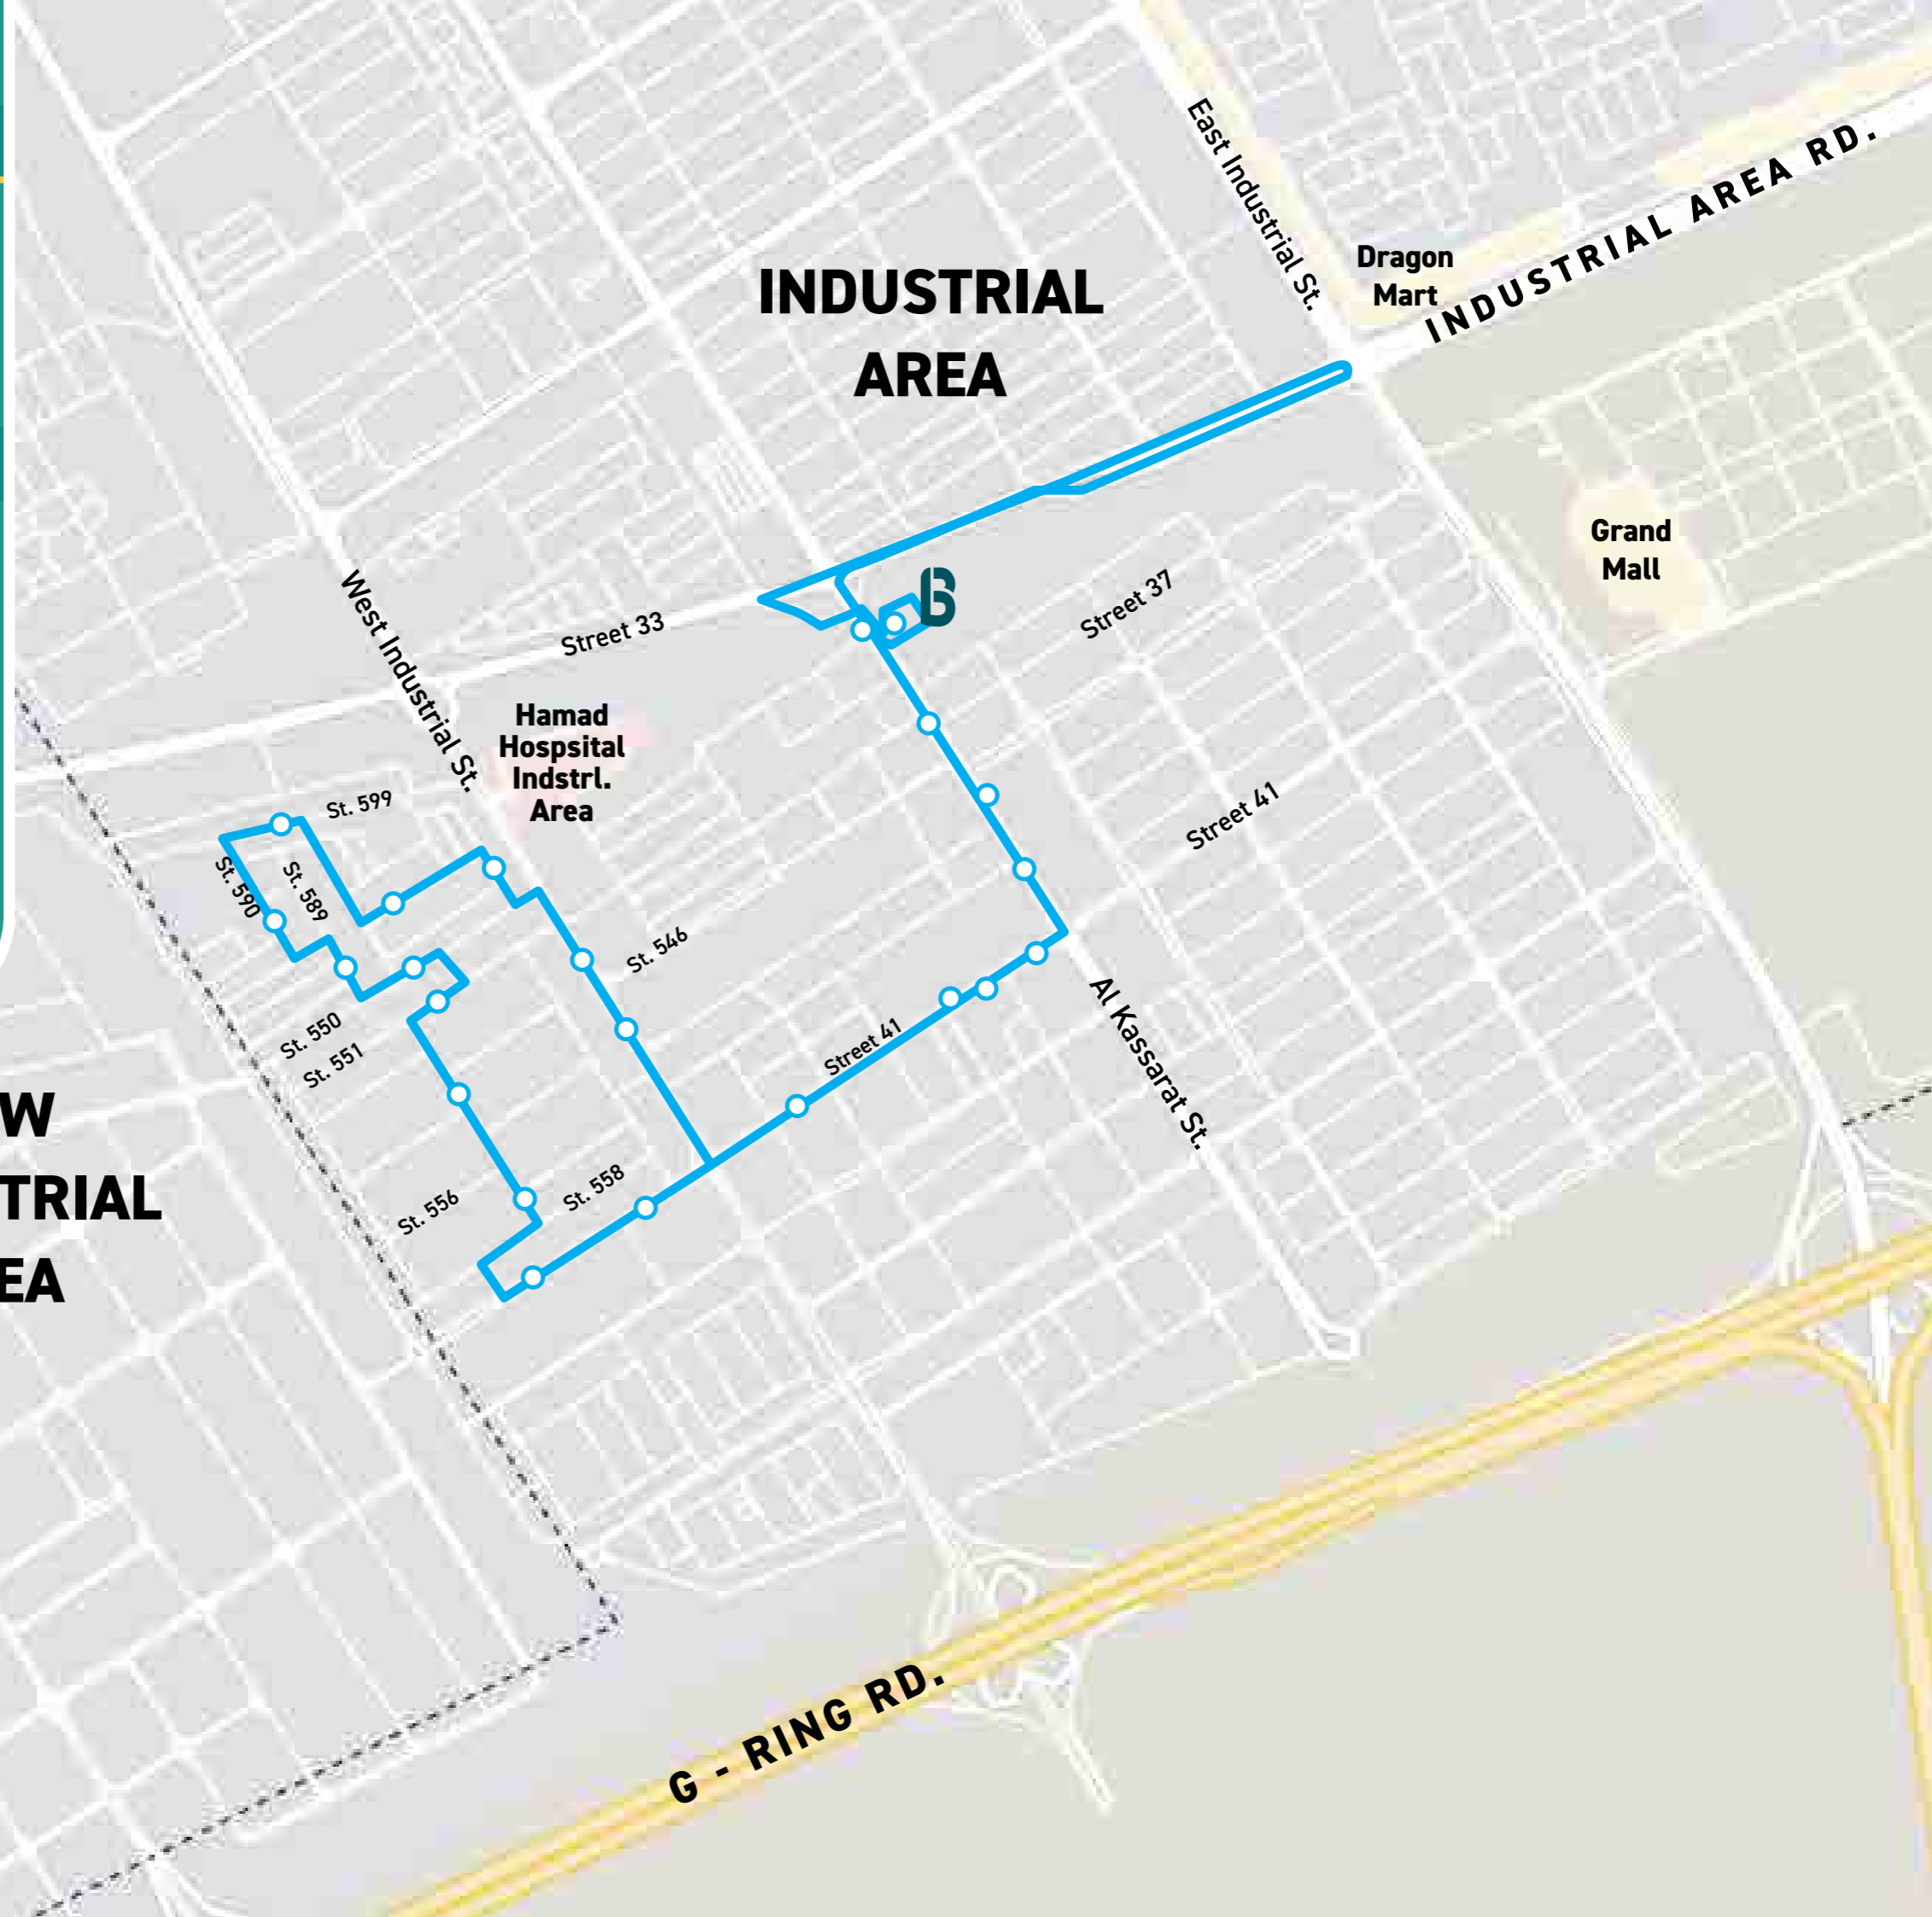 East Industrial St.
INDUSTRIAL AREA RD.
Dragon
Mart
INDUSTRIAL
AREA
Grand
Mall
B
Street 37
Street 33
West Industrial St.
Hamad
Hospsital
Indstrl.
Area
St. 599
Street 41
St. 590
St. 589
St. 546
Al Kassarat St.
Street 41
St. 550
St. 551
W
TRIAL
EA
St. 558
St. 556
G - RING RD.